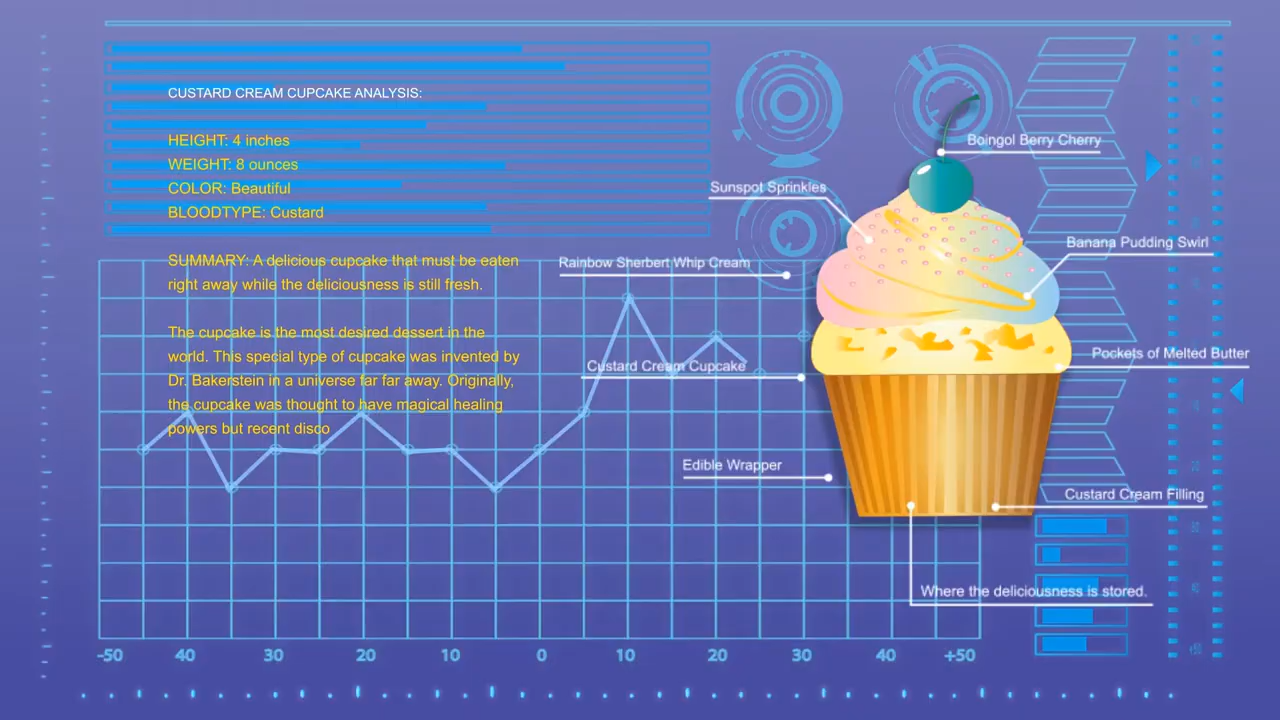 CUSTARD CREAM CUPCAKE ANALYSIS:
HEIGHT: 4 inches
WEIGHT: 8 ounces
COLOR: Beautiful
BLOODTYPE: Custard
SUMMARY: A delicious cupcake that must be eaten
right away while the deliciousness is still fresh.
The cupcake is the most desired dessert in the
world. This special type of cupcake was invented by
Dr. Bakerstein in a universe far far away. Originally,
the cupcake was thought to have magical healing
powers but recent disco
Boingol Berry Cherry
Sunspot Sprinkles
Banana Pudding Swirl
Rainbow Sherbert Whip Cream
Pockets of Melted Butter
Custard Cream Cupcake
Edible Wrapper
Custard Cream Filling
Where the deliciousness is stored.
-50 40 30 20 10 0 10 20 30 40 +50